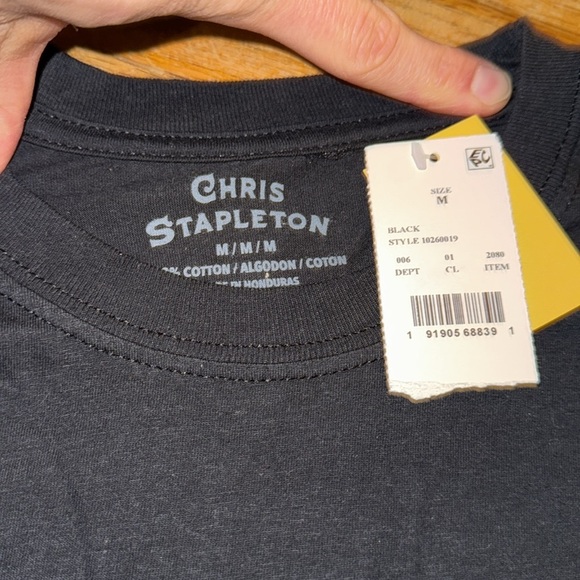 CHRIS
STAPLETON
M / M / M
% COTTON / ALGODON / COTON
IN HONDURAS
SIZE
M
BLACK
STYLE 10260019
006 01 2080
DEPT CL ITEM
1 91905 68839 1